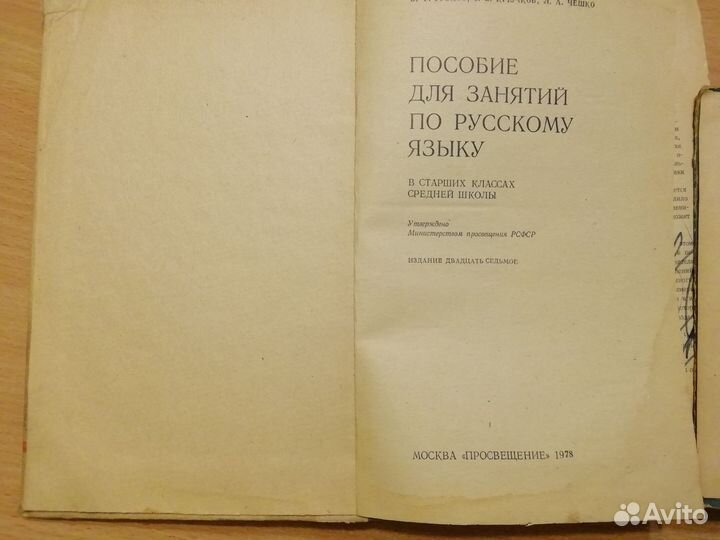 Л. А. ЧЕШКО
ПОСОБИЕ
ДЛЯ ЗАНЯТИЙ
ПО РУССКОМУ
ЯЗЫКУ
В СТАРШИХ КЛАССАХ
СРЕДНЕЙ ШКОЛЫ
Утверждено
Министерством просвещения РСФСР
ИЗДАНИЕ ДВАДЦАТЬ СЕДЬМОЕ
МОСКВА «ПРОСВЕЩЕНИЕ» 1978
Avito